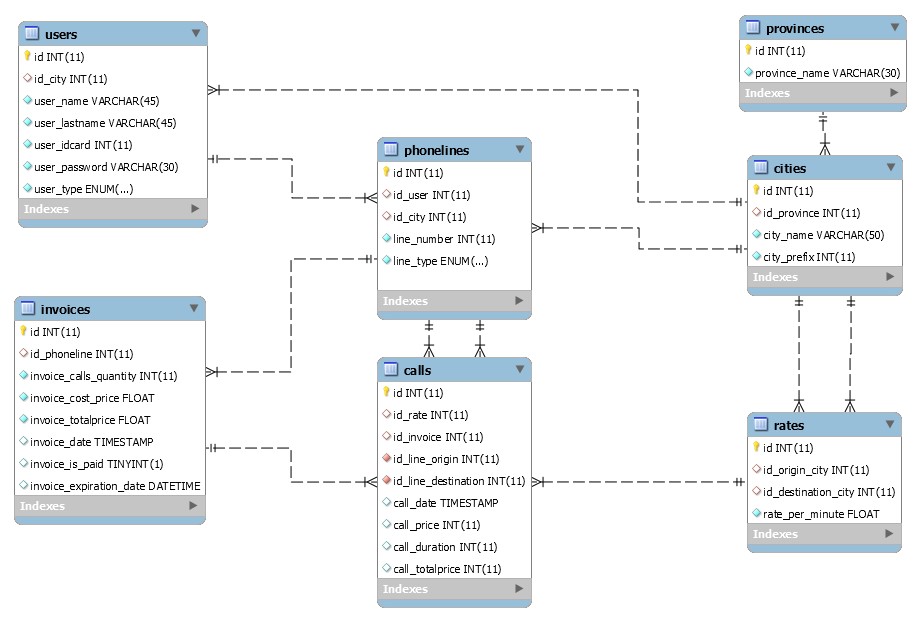 users
id INT(11)
id_city INT(11)
user_name VARCHAR(45)
user_lastname VARCHAR(45)
user_idcard INT(11)
user_password VARCHAR(30)
user_type ENUM(...)
Indexes
provinces
id INT(11)
province_name VARCHAR(30)
Indexes
phonelines
id INT(11)
id_user INT(11)
id_city INT(11)
line_number INT(11)
line_type ENUM(...)
Indexes
cities
id INT(11)
id_province INT(11)
city_name VARCHAR(50)
city_prefix INT(11)
Indexes
invoices
id INT(11)
id_phoneline INT(11)
invoice_calls_quantity INT(11)
invoice_cost_price FLOAT
invoice_totalprice FLOAT
invoice_date TIMESTAMP
invoice_is_paid TINYINT(1)
invoice_expiration_date DATETIME
Indexes
calls
id INT(11)
id_rate INT(11)
id_invoice INT(11)
id_line_origin INT(11)
id_line_destination INT(11)
call_date TIMESTAMP
call_price INT(11)
call_duration INT(11)
call_totalprice INT(11)
Indexes
rates
id INT(11)
id_origin_city INT(11)
id_destination_city INT(11)
rate_per_minute FLOAT
Indexes